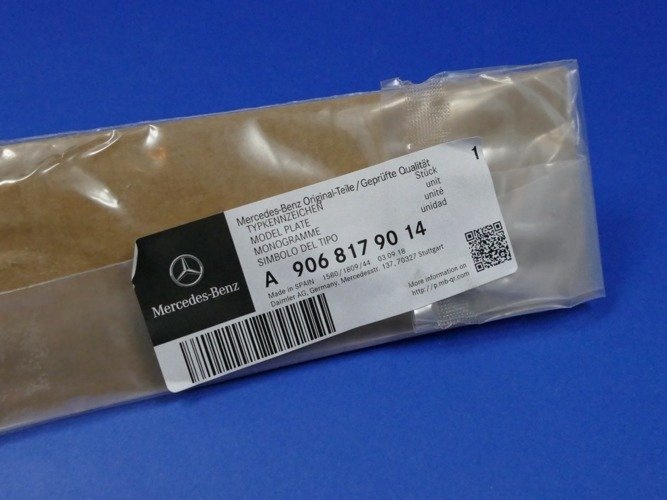 Mercedes-Benz Original-Teile/Geprüfte Qualität
TYPKENNZEICHEN
MODEL PLATE
MONOGRAMME
SIMBOLO DEL TIPO
1
Stück
unit
unité
unidad
A 906 817 90 14
Made in SPAIN 1580/1809/44 03.09.18
Daimler AG, Germany, Mercedesstr. 137, 70327 Stuttgart
Mercedes-Benz
More information on
http://p.mb-qr.com